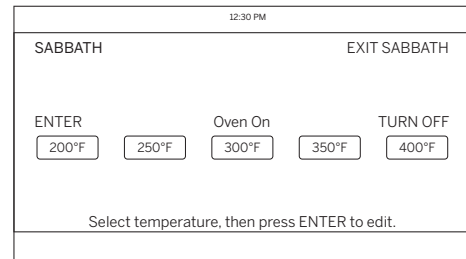 12:30 PM
SABBATH EXIT SABBATH
ENTER Oven On TURN OFF
200°F 250°F 300°F 350°F 400°F
Select temperature, then press ENTER to edit.